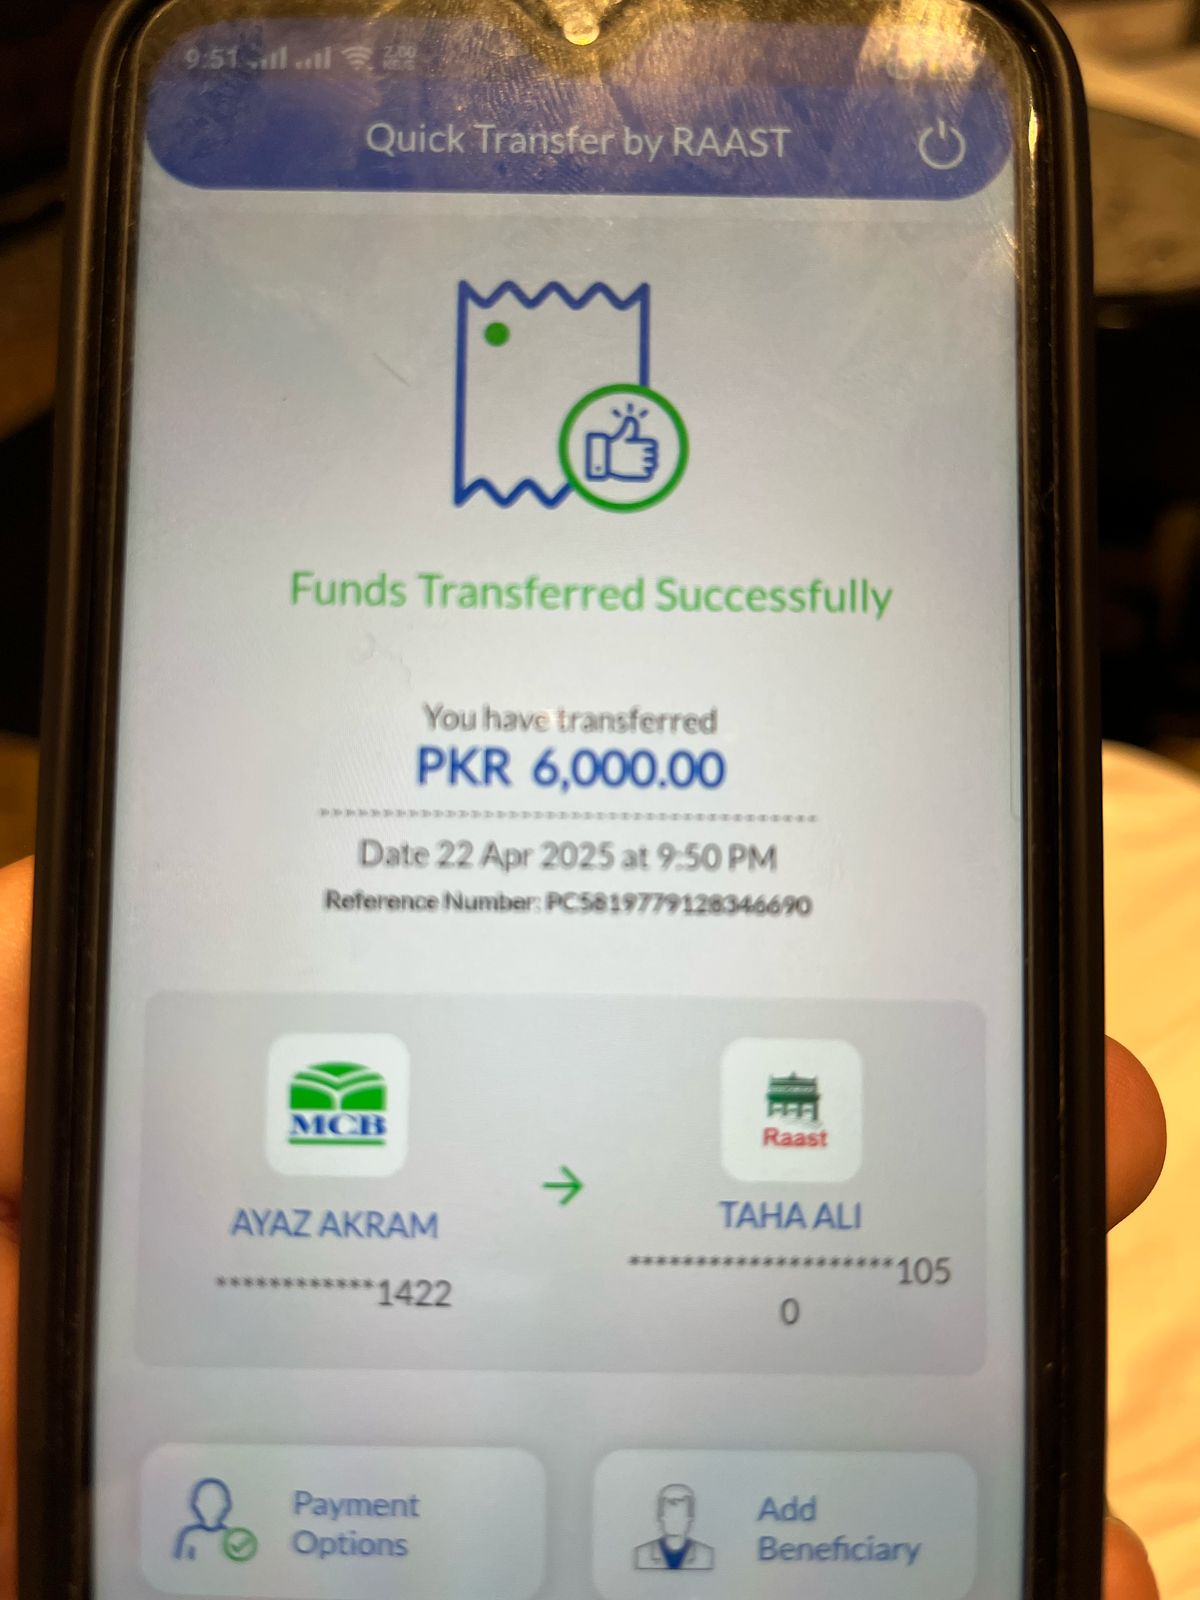 9:51
Quick Transfer by RAAST
Funds Transferred Successfully
You have transferred
PKR 6,000.00
Date 22 Apr 2025 at 9:50 PM
Reference Number: PC5819779128346690
MCB
Raast
AYAZ AKRAM
TAHA ALI
************1422
********************105
0
Payment
Options
Add
Beneficiary